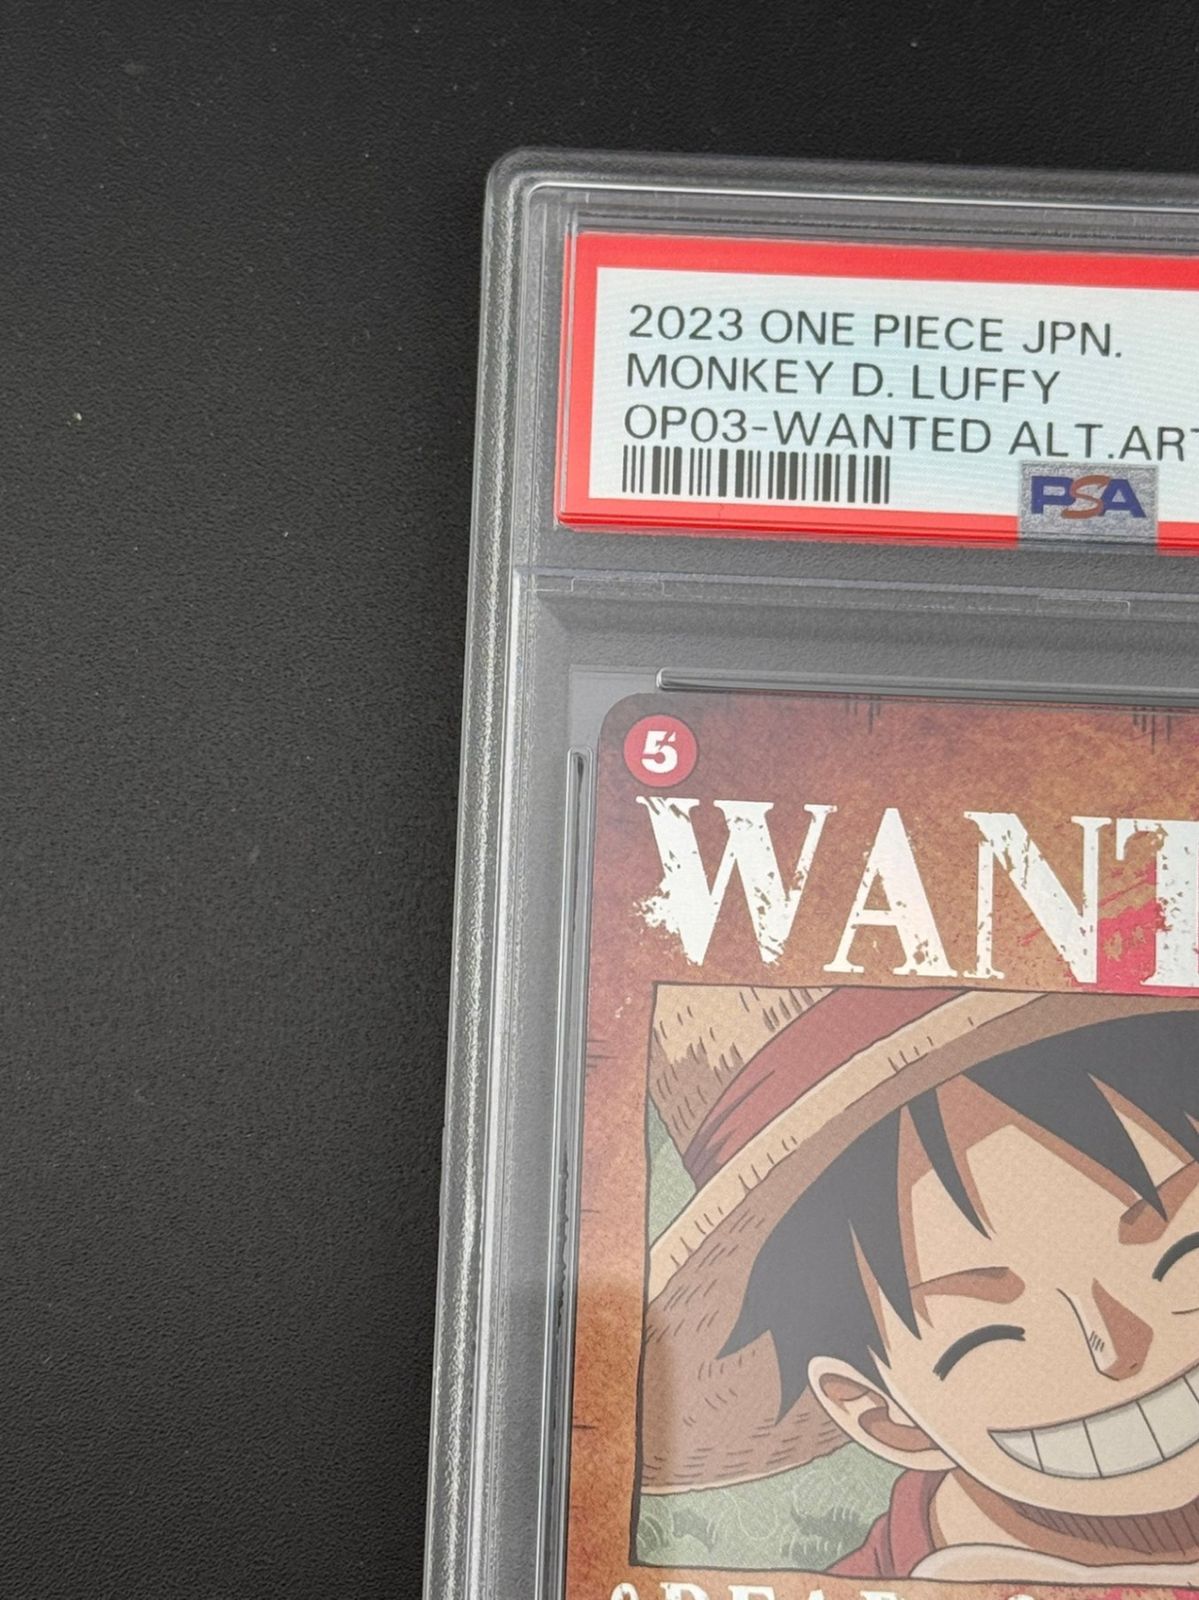 2023 ONE PIECE JPN.
MONKEY D. LUFFY
OP03-WANTED ALT.ART
PSA
5
WANT